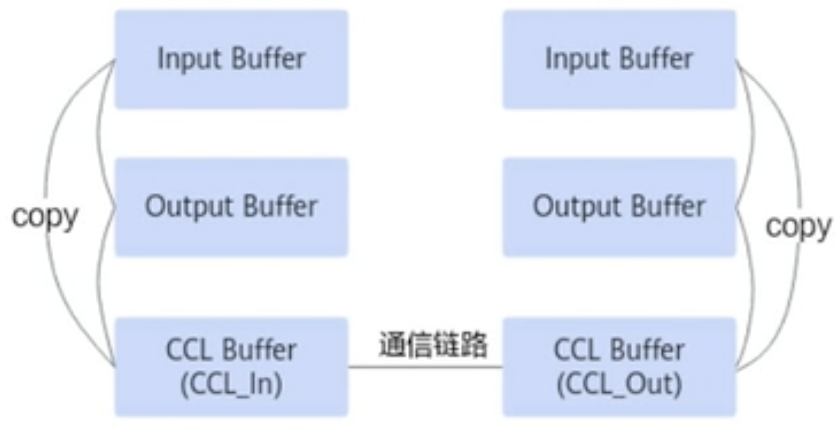 Input Buffer
Input Buffer
Output Buffer
Output Buffer
copy
copy
CCL Buffer
(CCL_In)
通信链路
CCL Buffer
(CCL_Out)